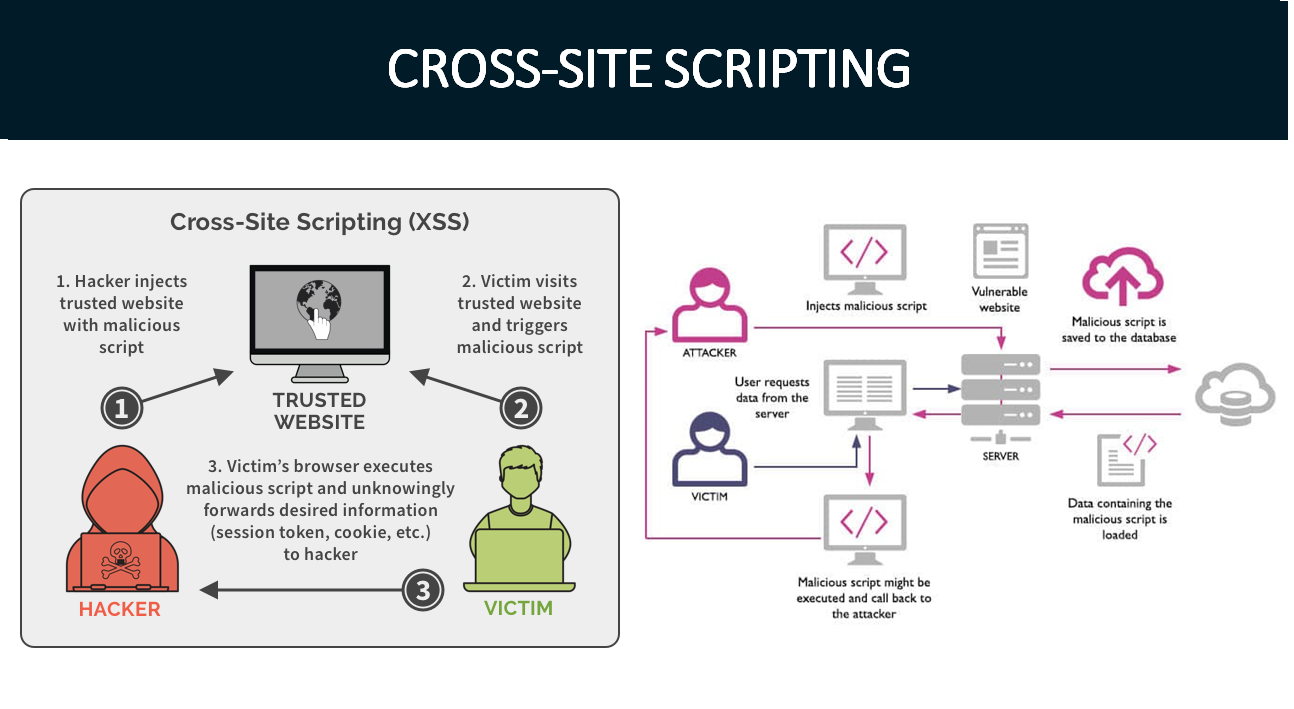 CROSS-SITE SCRIPTING
Cross-Site Scripting (XSS)
1. Hacker injects
trusted website
with malicious
script
2. Victim visits
trusted website
and triggers
malicious script
1
2
TRUSTED
WEBSITE
3. Victim's browser executes
malicious script and unknowingly
forwards desired information
(session token, cookie, etc.)
to hacker
3
HACKER
VICTIM
</>
Injects malicious script
Vulnerable
website
Malicious script is
saved to the database
ATTACKER
User requests
data from the
server
SERVER
VICTIM
</>
Data containing the
malicious script is
loaded
</>
Malicious script might be
executed and call back to
the attacker